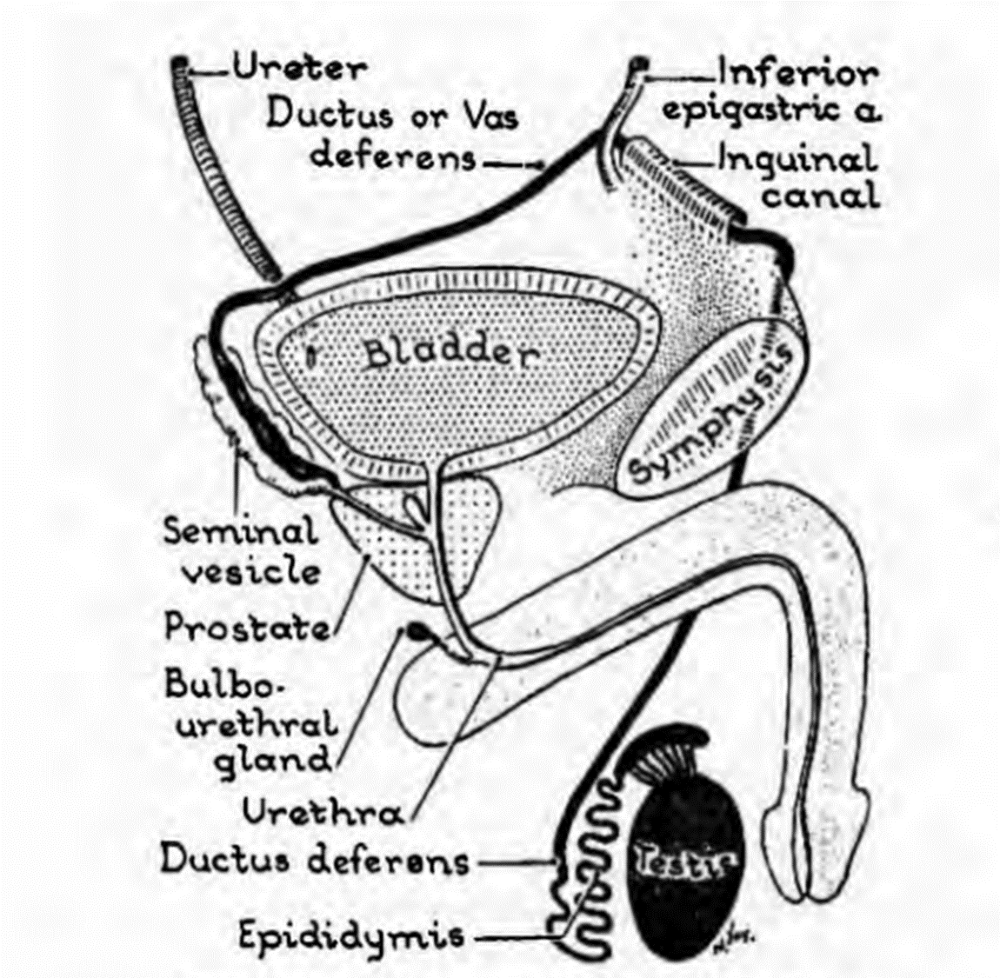 Ureter
Ductus or Vas
deferens
Inferior
epigastric a.
Inguinal
canal
Bladder
Symphysis
Seminal
vesicle
Prostate
Bulbo-
urethral
gland
Urethra
Ductus deferens
Epididymis
Testis